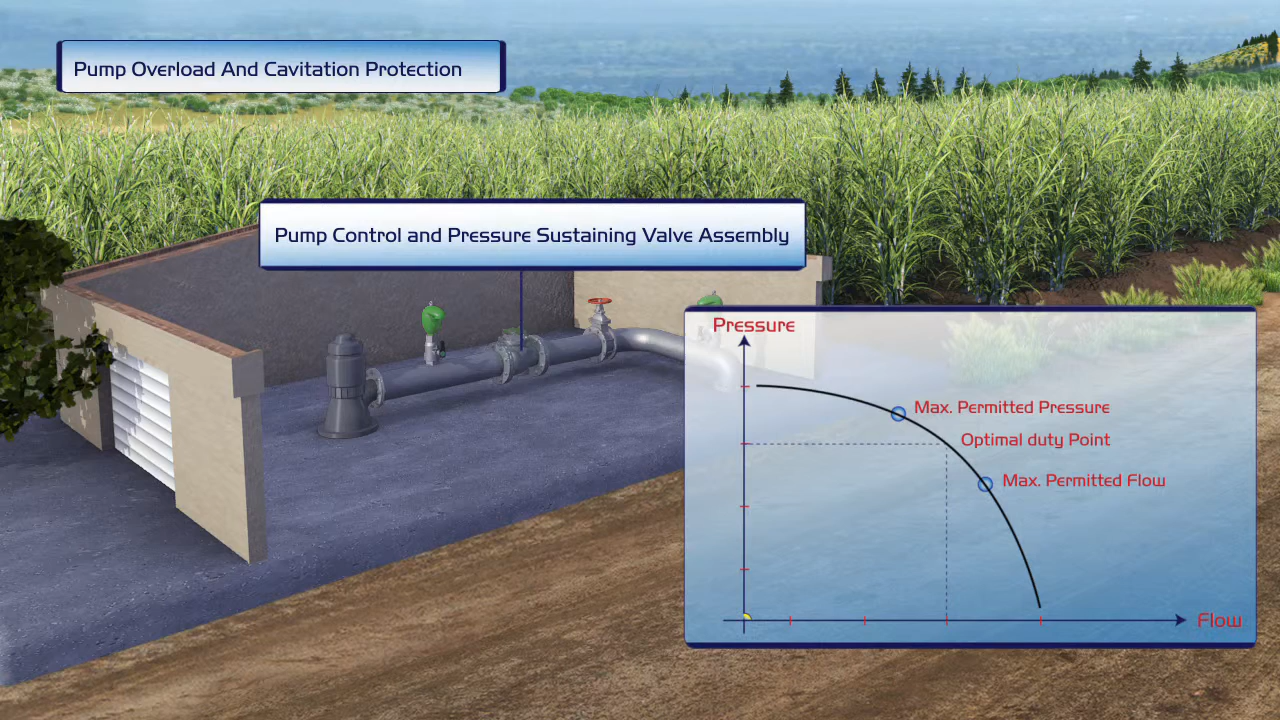 Pump Overload And Cavitation Protection
Pump Control and Pressure Sustaining Valve Assembly
Pressure
Max. Permitted Pressure
Optimal duty Point
Max. Permitted Flow
Flow